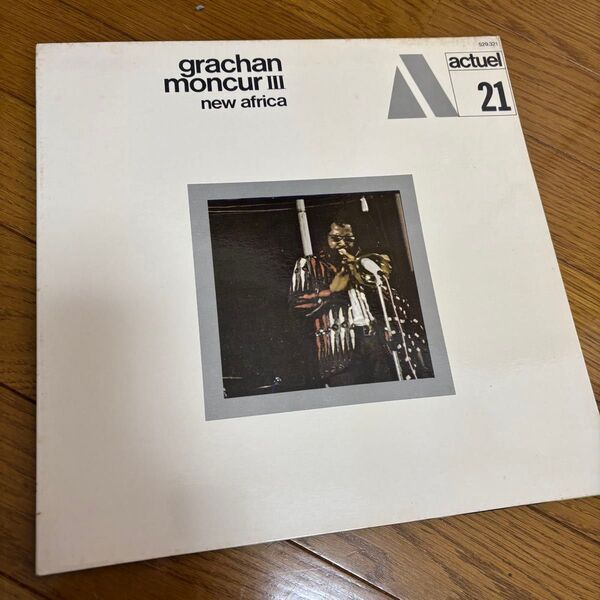 grachan
moncur III
new africa
529.321
actuel
21